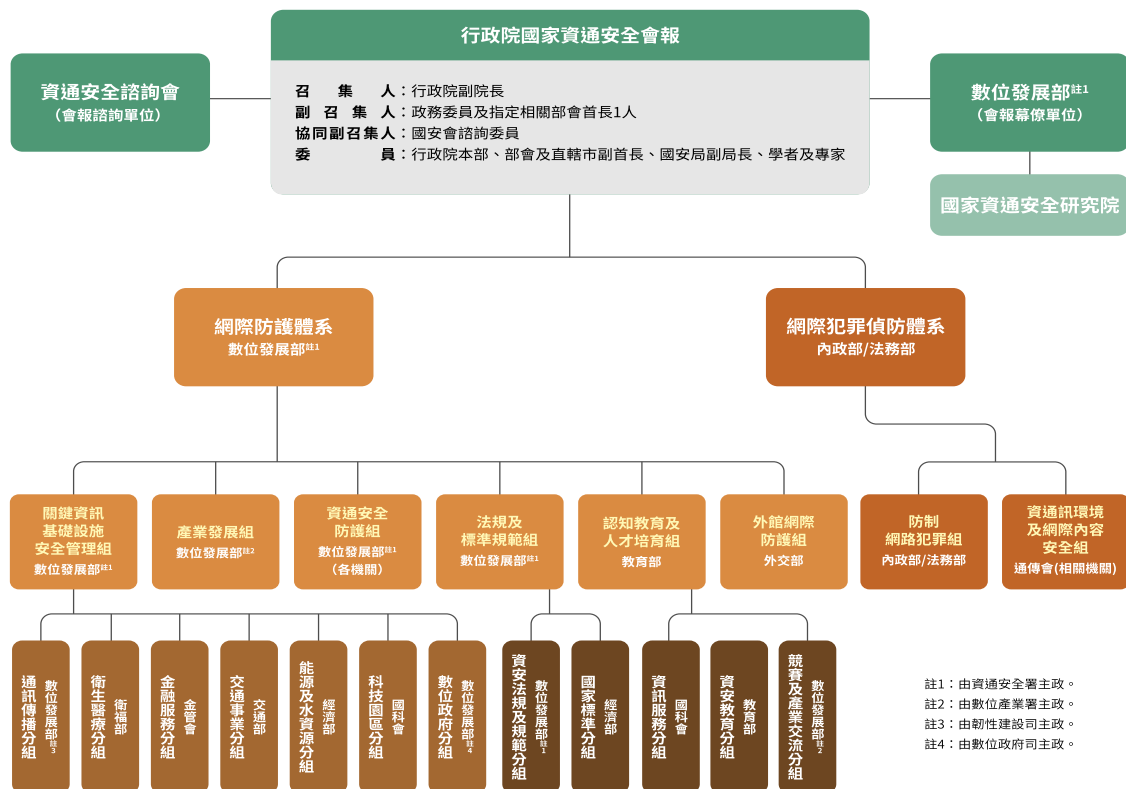 行政院國家資通安全會報
資通安全諮詢會
（會報諮詢單位）
召集人：行政院副院長
副召集人：政務委員及指定相關部會首長1人
協同副召集人：國安會諮詢委員
委員：行政院本部、部會及直轄市副首長、國安局副局長、學者及專家
數位發展部註1
（會報幕僚單位）
國家資通安全研究院
網際防護體系
數位發展部註1
網際犯罪偵防體系
內政部/法務部
關鍵資訊
基礎設施
安全管理組
數位發展部註1
產業發展組
數位發展部註2
資通安全
防護組
數位發展部註1
（各機關）
法規及
標準規範組
數位發展部註1
認知教育及
人才培育組
教育部
外館網際
防護組
外交部
防制
網路犯罪組
內政部/法務部
資通訊環境
及網際內容
安全組
通傳會(相關機關)
通訊傳播分組
數位發展部註3
衛生醫療分組
衛福部
金融服務分組
金管會
交通事業分組
交通部
能源及水資源分組
經濟部
科技園區分組
國科會
數位政府分組
數位發展部註4
資安法規及規範分組
數位發展部註1
國家標準分組
經濟部
資訊服務分組
國科會
資安教育分組
教育部
競賽及產業交流分組
數位發展部註2
註1：由資通安全署主政。
註2：由數位產業署主政。
註3：由韌性建設司主政。
註4：由數位政府司主政。